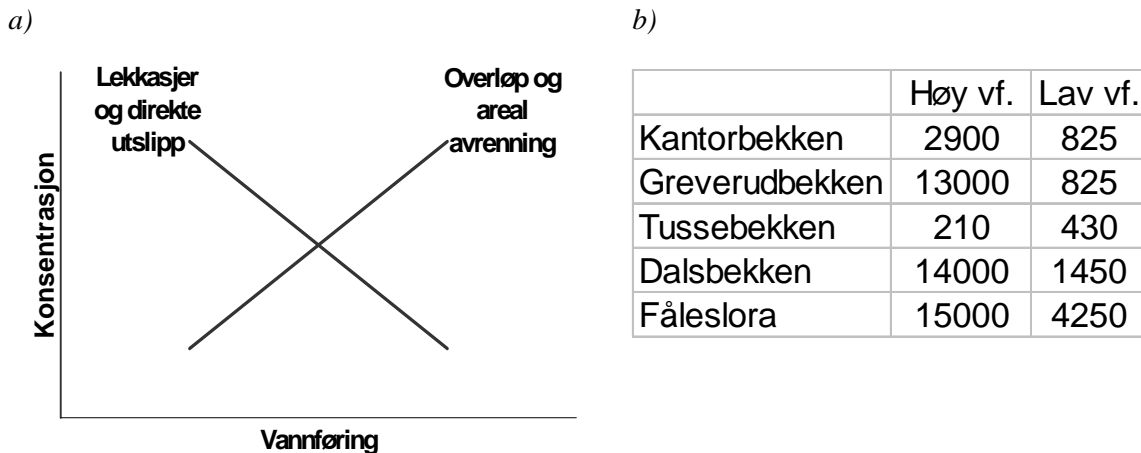 a)
Lekkasjer
og direkte
utslipp
Overløp og
areal
avrenning
Konsentrasjon
Vannføring
b)
Høy vf. Lav vf.
Kantorbekken 2900 825
Greverudbekken 13000 825
Tussebekken 210 430
Dalsbekken 14000 1450
Fåleslora 15000 4250